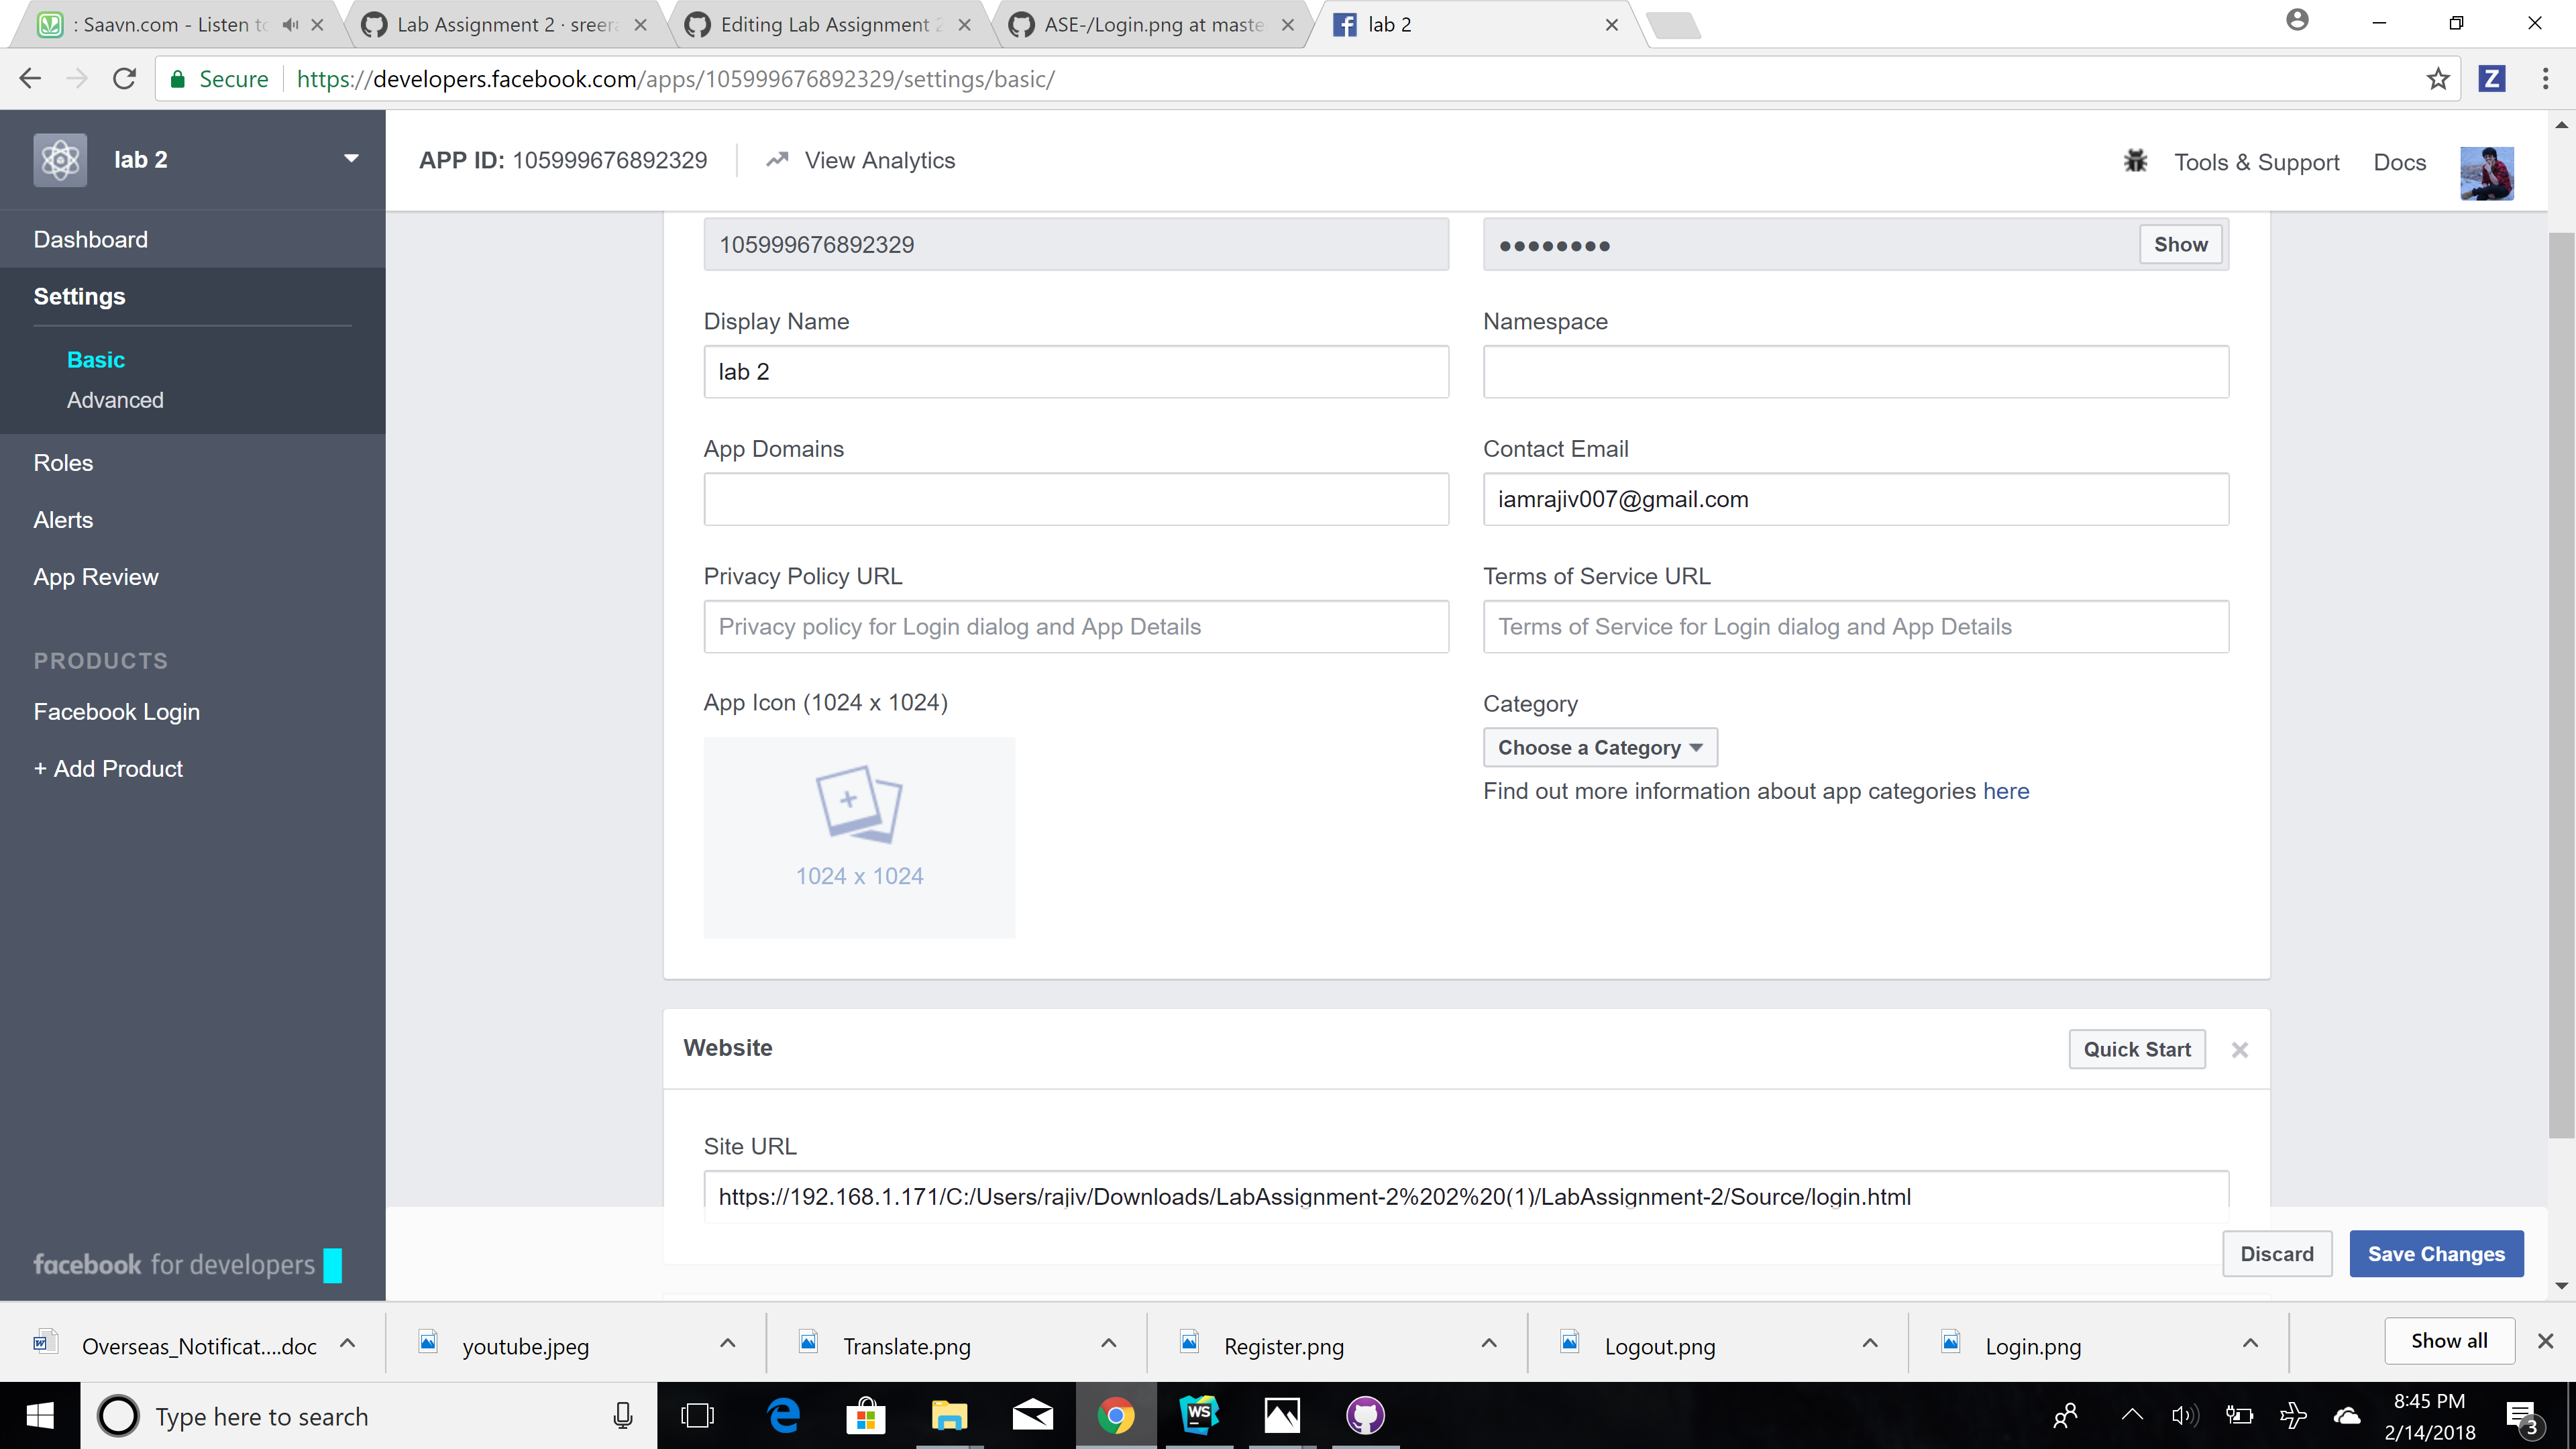 : Saavn.com - Listen to
Lab Assignment 2 · sreera
Editing Lab Assignment 2
ASE-/Login.png at maste
lab 2
Secure
https://developers.facebook.com/apps/105999676892329/settings/basic/
Z
lab 2
APP ID: 105999676892329
View Analytics
Tools & Support
Docs
Dashboard
Settings
Basic
Advanced
Roles
Alerts
App Review
PRODUCTS
Facebook Login
+ Add Product
facebook for developers
105999676892329
●●●●●●●●
Show
Display Name
Namespace
lab 2
App Domains
Contact Email
iamrajiv007@gmail.com
Privacy Policy URL
Terms of Service URL
Privacy policy for Login dialog and App Details
Terms of Service for Login dialog and App Details
App Icon (1024 x 1024)
Category
Choose a Category
Find out more information about app categories here
1024 x 1024
Website
Quick Start
Site URL
https://192.168.1.171/C:/Users/rajiv/Downloads/LabAssignment-2%202%20(1)/LabAssignment-2/Source/login.html
Discard
Save Changes
Overseas_Notificat....doc
youtube.jpeg
Translate.png
Register.png
Logout.png
Login.png
Show all
Type here to search
WS
8:45 PM
2/14/2018
3